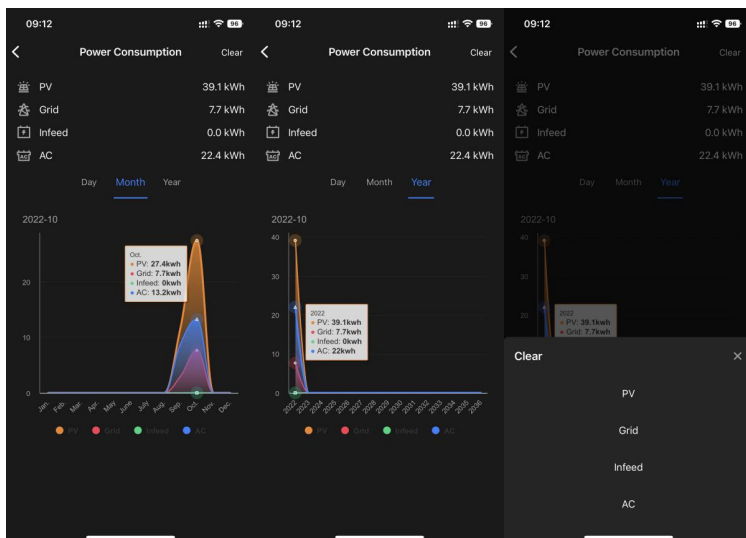 09:12
96
Power Consumption
Clear
PV 39.1 kWh
Grid 7.7 kWh
Infeed 0.0 kWh
AC 22.4 kWh
Day Month Year
2022-10
20
10
0
Oct.
PV: 27.4kwh
Grid: 7.7kwh
Infeed: 0kwh
AC: 13.2kwh
Jan. Feb. Mar. Apr. May June July Aug. Sep. Oct. Nov. Dec.
PV Grid Infeed AC
09:12
96
Power Consumption
Clear
PV 39.1 kWh
Grid 7.7 kWh
Infeed 0.0 kWh
AC 22.4 kWh
Day Month Year
2022-10
40
30
20
10
0
2022
PV: 39.1kwh
Grid: 7.7kwh
Infeed: 0kwh
AC: 22kwh
2022 2023 2024 2025 2026 2027 2028 2029 2030 2031 2032 2033 2034 2035 2036
PV Grid Infeed AC
09:12
96
Power Consumption
Clear
PV 39.1 kWh
Grid 7.7 kWh
Infeed 0.0 kWh
AC 22.4 kWh
Day Month Year
2022-10
40
30
20
2022
PV: 39.1kwh
Grid: 7.7kwh
Clear
PV
Grid
Infeed
AC